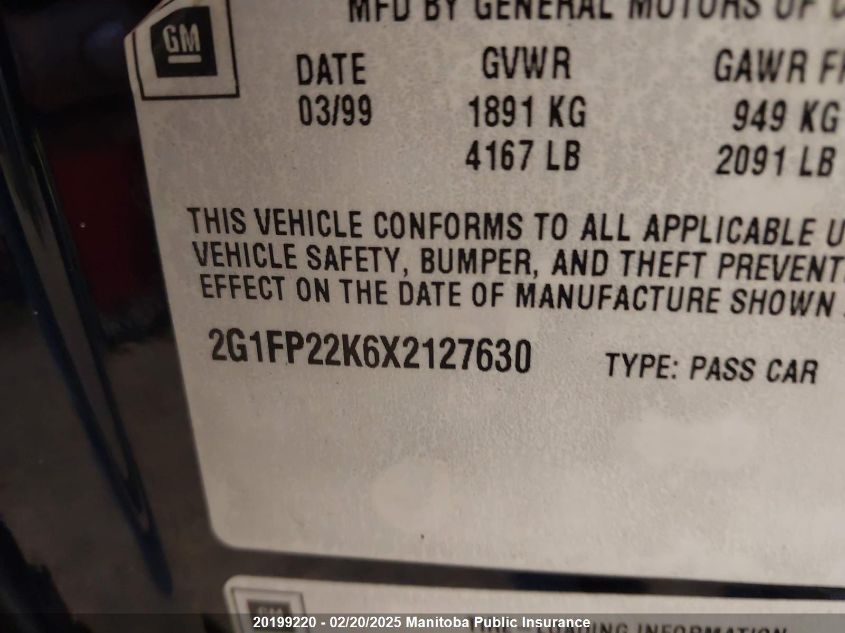 MFD BY GENERAL MOTORS OF
GM
DATE GVWR GAWR
03/99 1891 KG 949 KG
4167 LB 2091 LB
THIS VEHICLE CONFORMS TO ALL APPLICABLE
VEHICLE SAFETY, BUMPER, AND THEFT
EFFECT ON THE DATE OF MANUFACTURE SHOWN
2G1FP22K6X2127630 TYPE: PASS CAR
GM
INFORMATION
20199220 - 02/20/2025 Manitoba Public Insurance